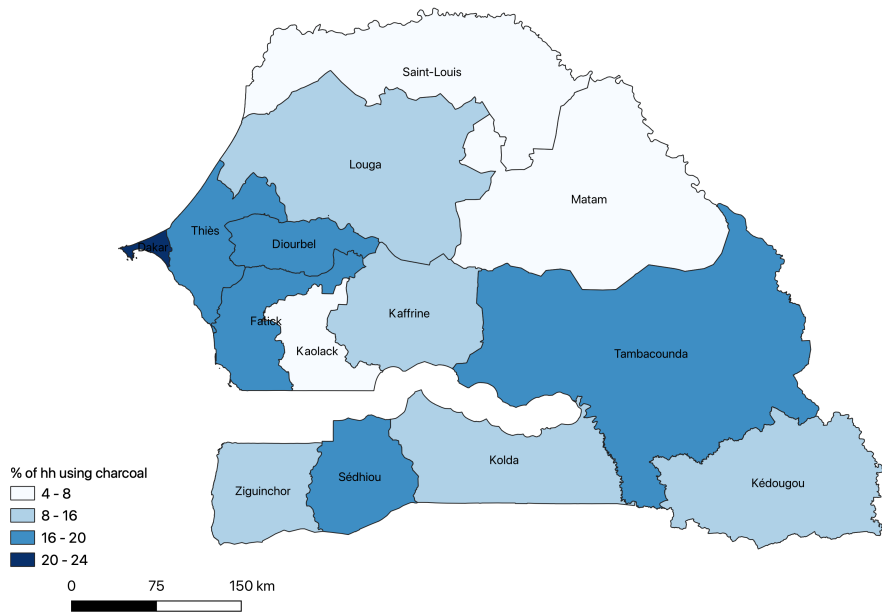 Saint-Louis
Louga
Matam
Thiès
Dakar
Diourbel
Kaffrine
Fatick
Kaolack
Tambacounda
Kolda
Sédhiou
Ziguinchor
Kédougou
% of hh using charcoal
4 - 8
8 - 16
16 - 20
20 - 24
0 75 150 km